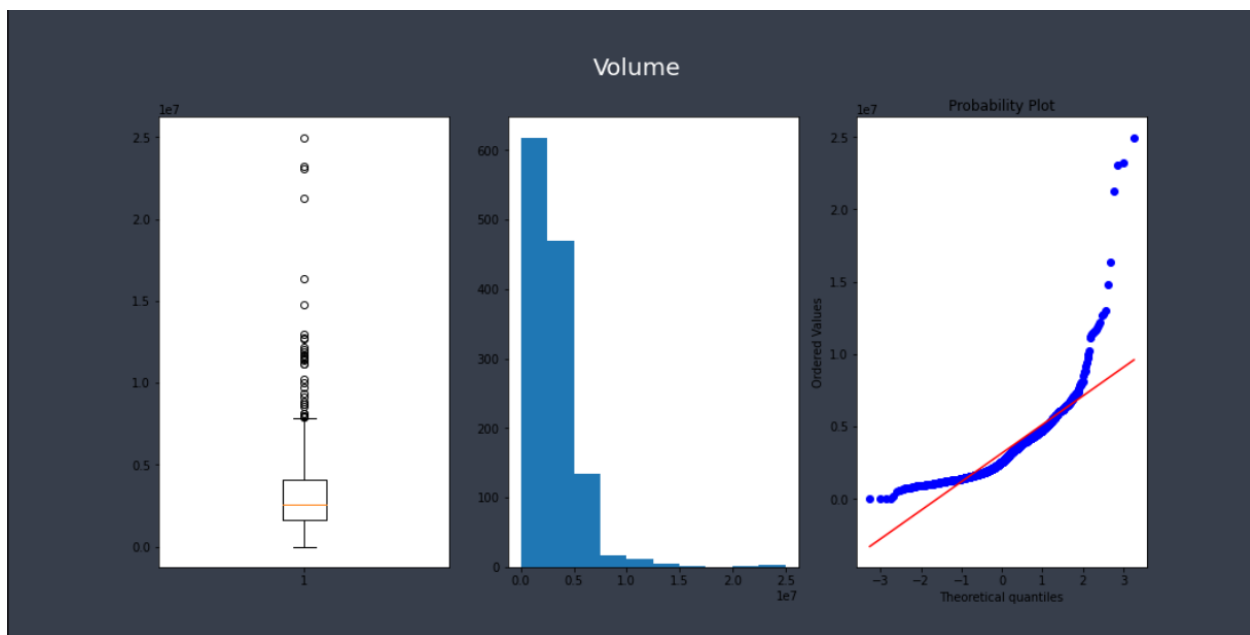 Volume
1e7
2.5
2.0
1.5
1.0
0.5
0.0
1
600
500
400
300
200
100
0
0.0 0.5 1.0 1.5 2.0 2.5
1e7
Probability Plot
1e7
2.5
2.0
1.5
1.0
0.5
0.0
Ordered Values
−3 −2 −1 0 1 2 3
Theoretical quantiles